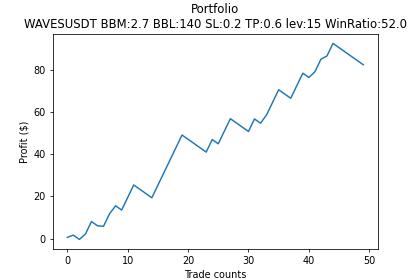 Portfolio
WAVESUSDT BBM:2.7 BBL:140 SL:0.2 TP:0.6 lev:15 WinRatio:52.0
80
60
40
20
0
Profit ($)
0 10 20 30 40 50
Trade counts